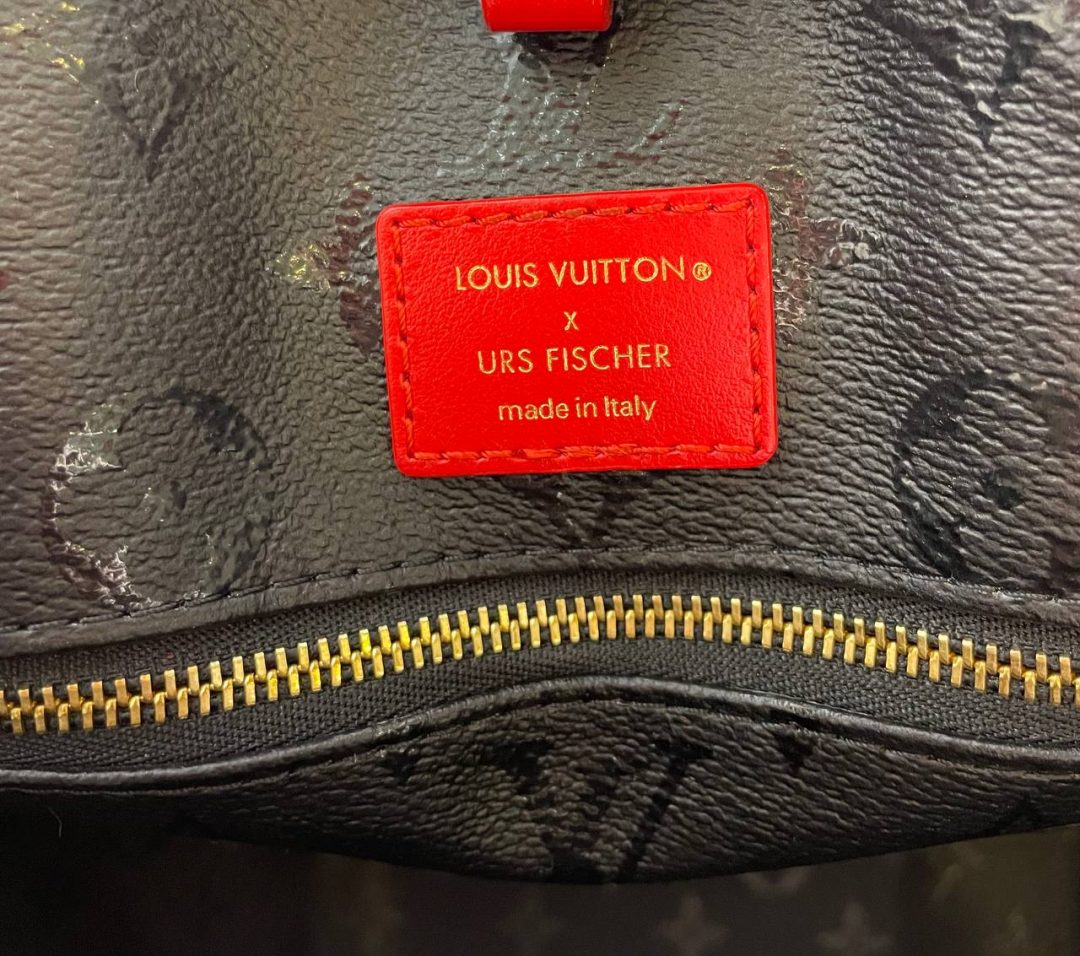 LOUIS VUITTON®
X
URS FISCHER
made in Italy